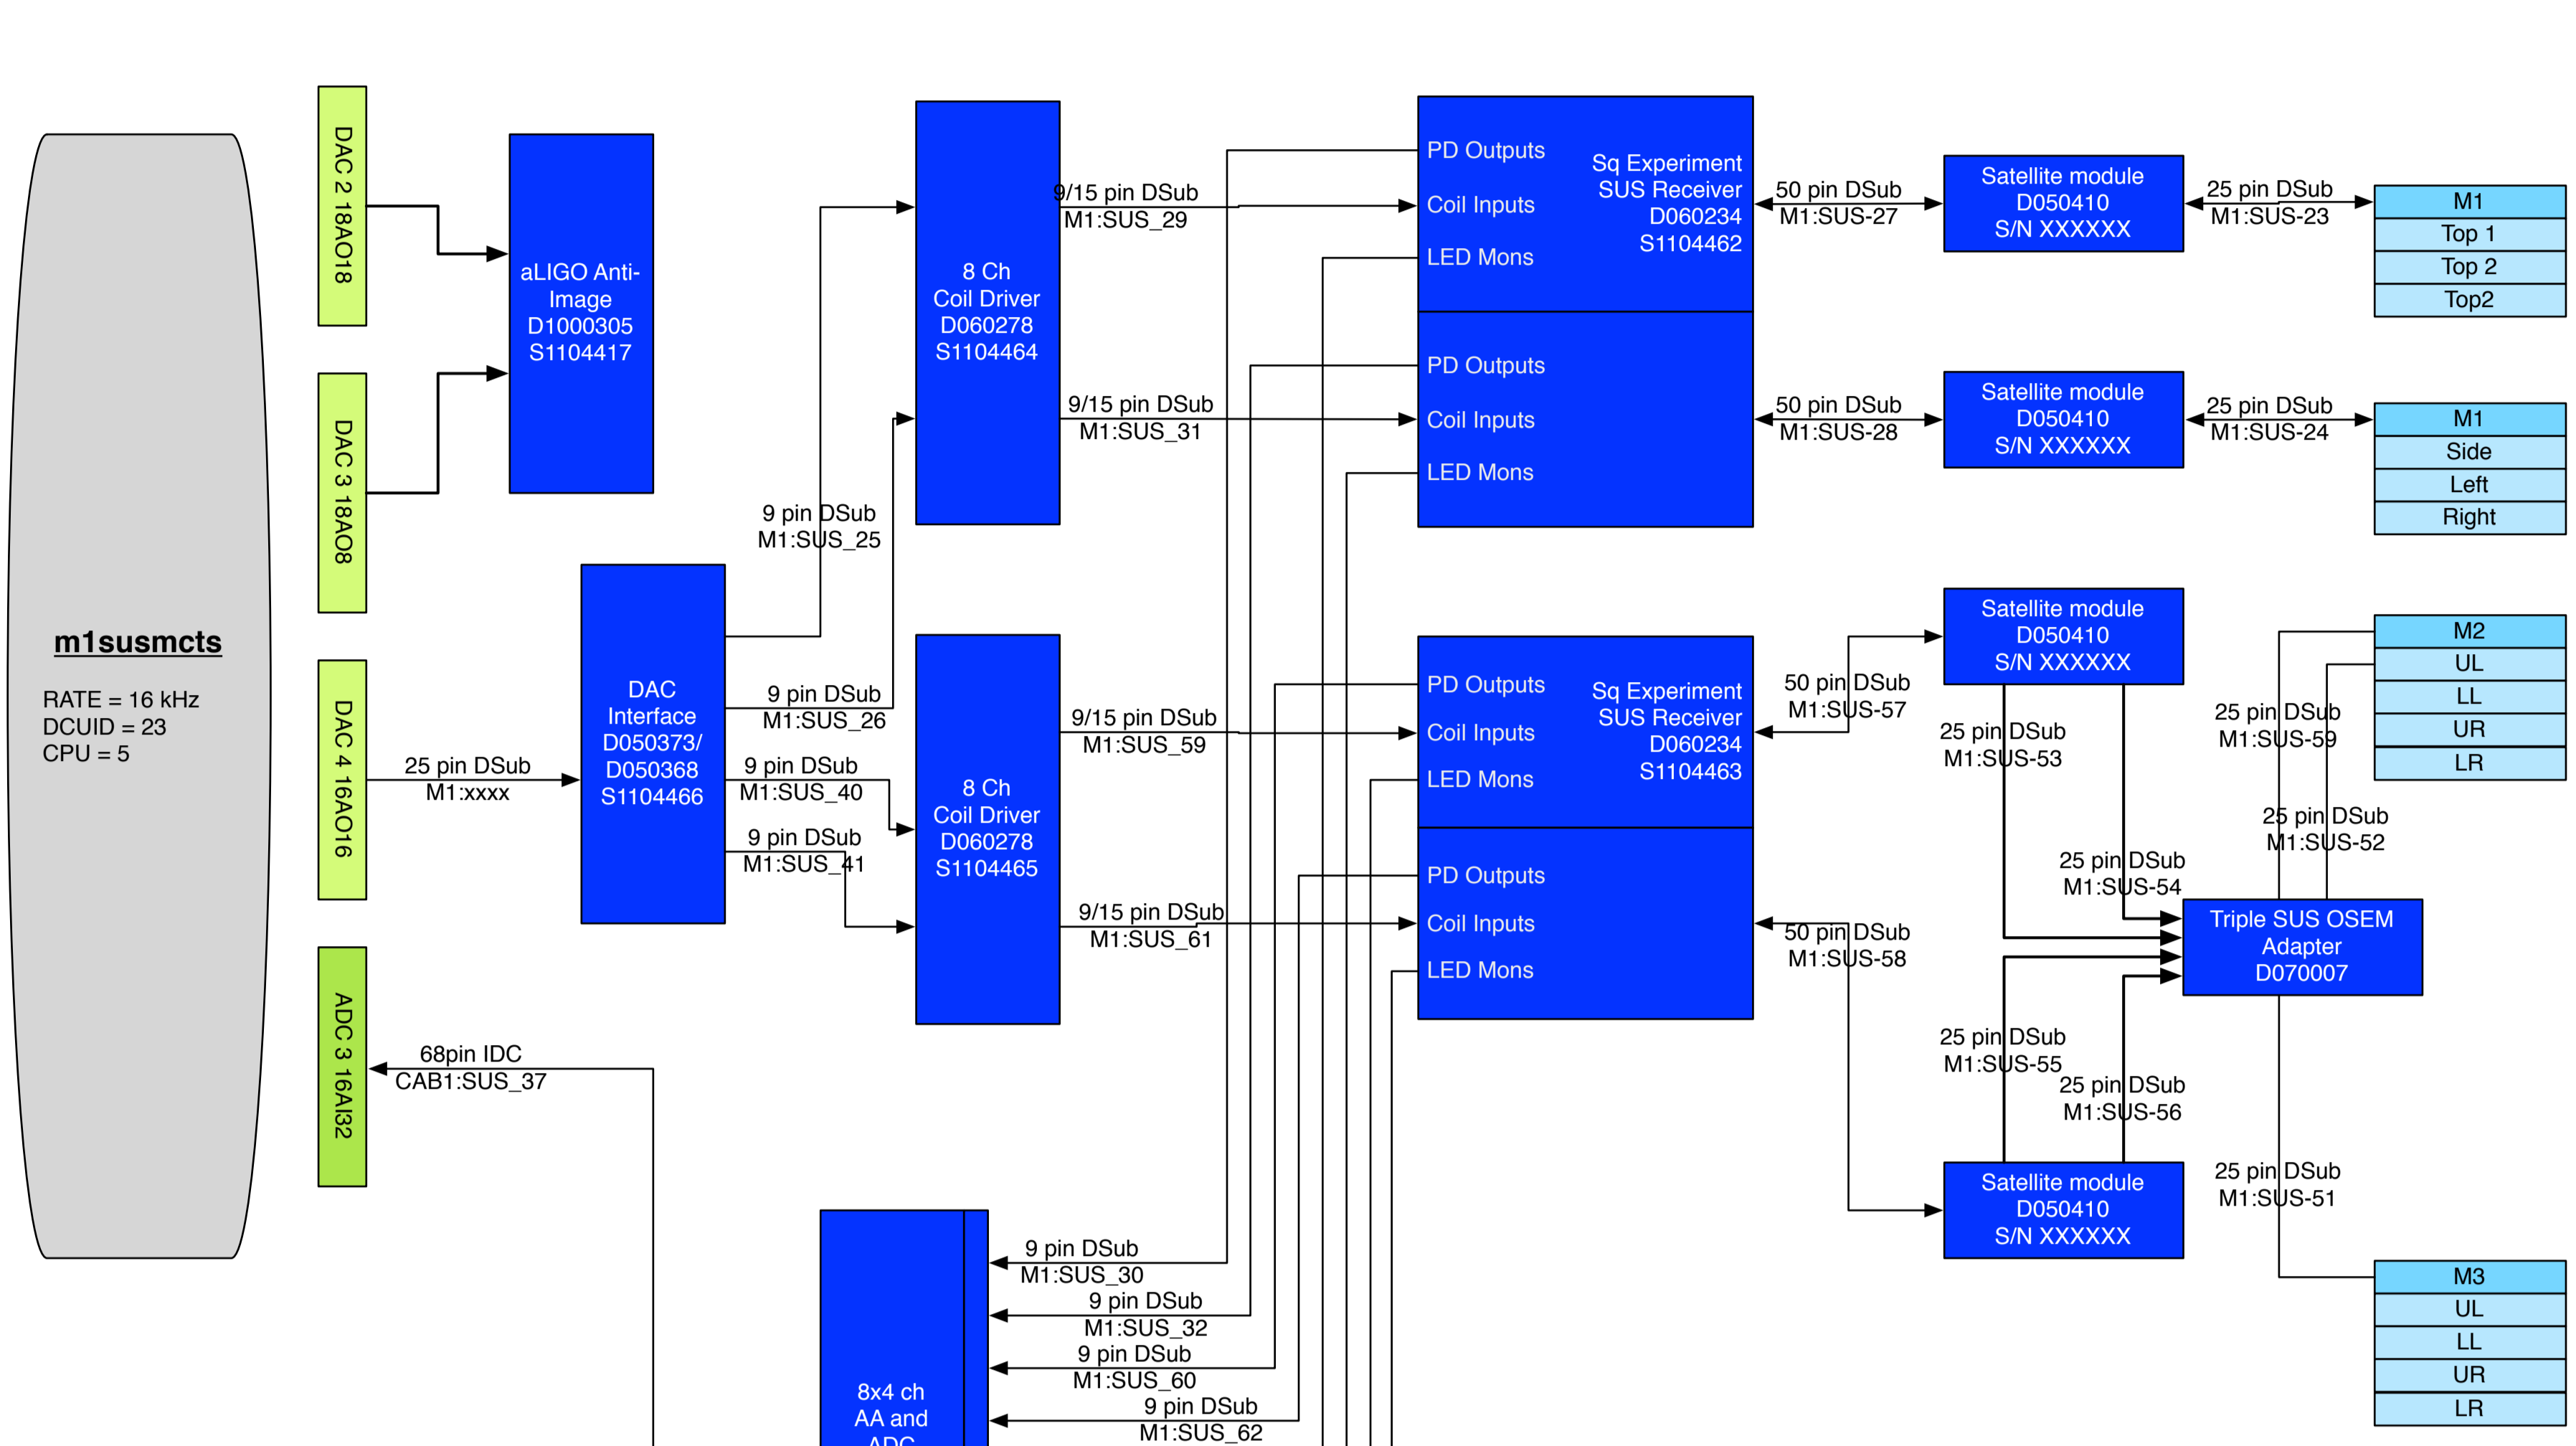 m1susmcts
RATE = 16 kHz
DCUID = 23
CPU = 5
DAC 2 18AO18
DAC 3 18AO8
DAC 4 16AO16
ADC 3 16AI32
aLIGO Anti-
Image
D1000305
S1104417
25 pin DSub
M1:xxxx
68pin IDC
CAB1:SUS_37
DAC
Interface
D050373/
D050368
S1104466
9 pin DSub
M1:SUS_25
9 pin DSub
M1:SUS_26
9 pin DSub
M1:SUS_40
9 pin DSub
M1:SUS_41
8 Ch
Coil Driver
D060278
S1104464
8 Ch
Coil Driver
D060278
S1104465
9/15 pin DSub
M1:SUS_29
9/15 pin DSub
M1:SUS_31
9/15 pin DSub
M1:SUS_59
9/15 pin DSub
M1:SUS_61
8x4 ch
AA and
ADC
9 pin DSub
M1:SUS_30
9 pin DSub
M1:SUS_32
9 pin DSub
M1:SUS_60
9 pin DSub
M1:SUS_62
PD Outputs
Coil Inputs
LED Mons
Sq Experiment
SUS Receiver
D060234
S1104462
PD Outputs
Coil Inputs
LED Mons
PD Outputs
Coil Inputs
LED Mons
Sq Experiment
SUS Receiver
D060234
S1104463
PD Outputs
Coil Inputs
LED Mons
50 pin DSub
M1:SUS-27
50 pin DSub
M1:SUS-28
50 pin DSub
M1:SUS-57
50 pin DSub
M1:SUS-58
Satellite module
D050410
S/N XXXXXX
Satellite module
D050410
S/N XXXXXX
Satellite module
D050410
S/N XXXXXX
25 pin DSub
M1:SUS-53
25 pin DSub
M1:SUS-54
25 pin DSub
M1:SUS-55
25 pin DSub
M1:SUS-56
Satellite module
D050410
S/N XXXXXX
Triple SUS OSEM
Adapter
D070007
25 pin DSub
M1:SUS-23
25 pin DSub
M1:SUS-24
25 pin DSub
M1:SUS-59
25 pin DSub
M1:SUS-52
25 pin DSub
M1:SUS-51
M1
Top 1
Top 2
Top2
M1
Side
Left
Right
M2
UL
LL
UR
LR
M3
UL
LL
UR
LR